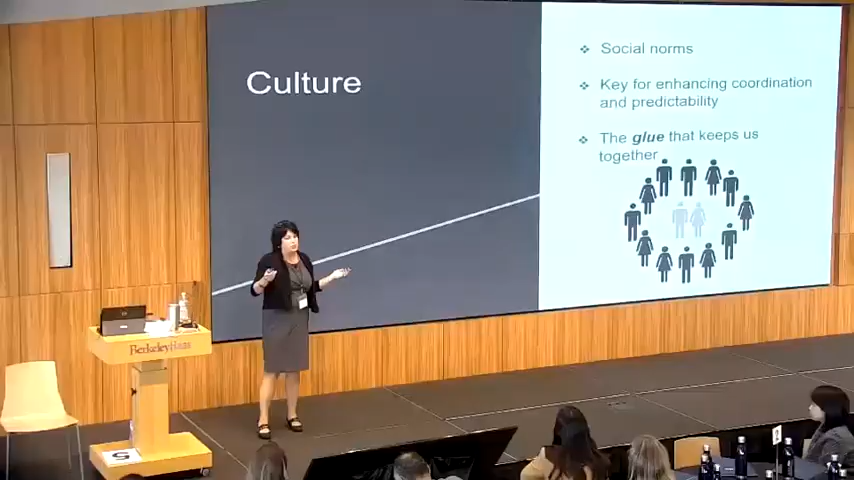 Culture
❖ Social norms
❖ Key for enhancing coordination
and predictability
❖ The glue that keeps us
together
BerkeleyHaas
S